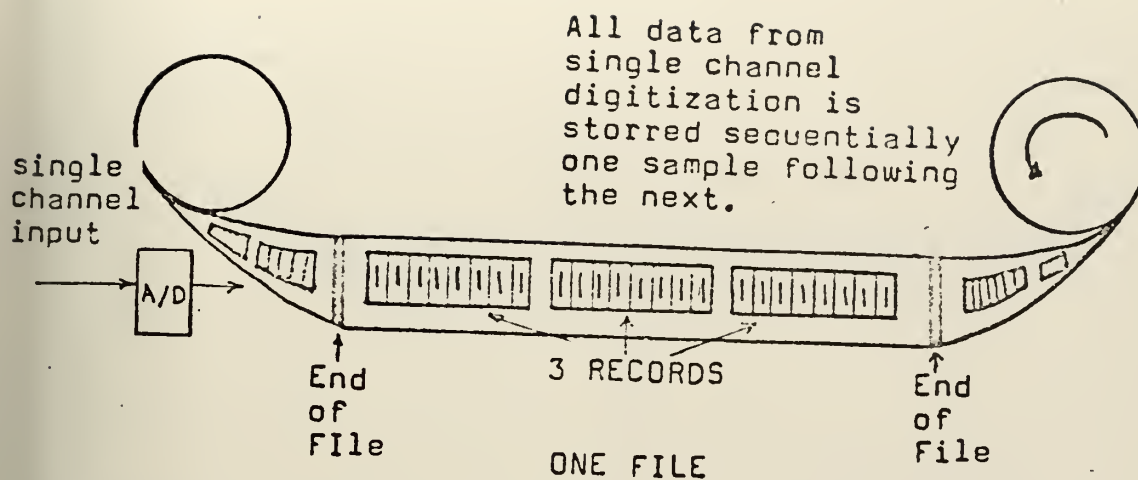 All data from
single channel
digitization is
storred secuentially
one sample following
the next.
single
channel
input
A/D
3 RECORDS
End
of
FIle
End
of
File
ONE FILE